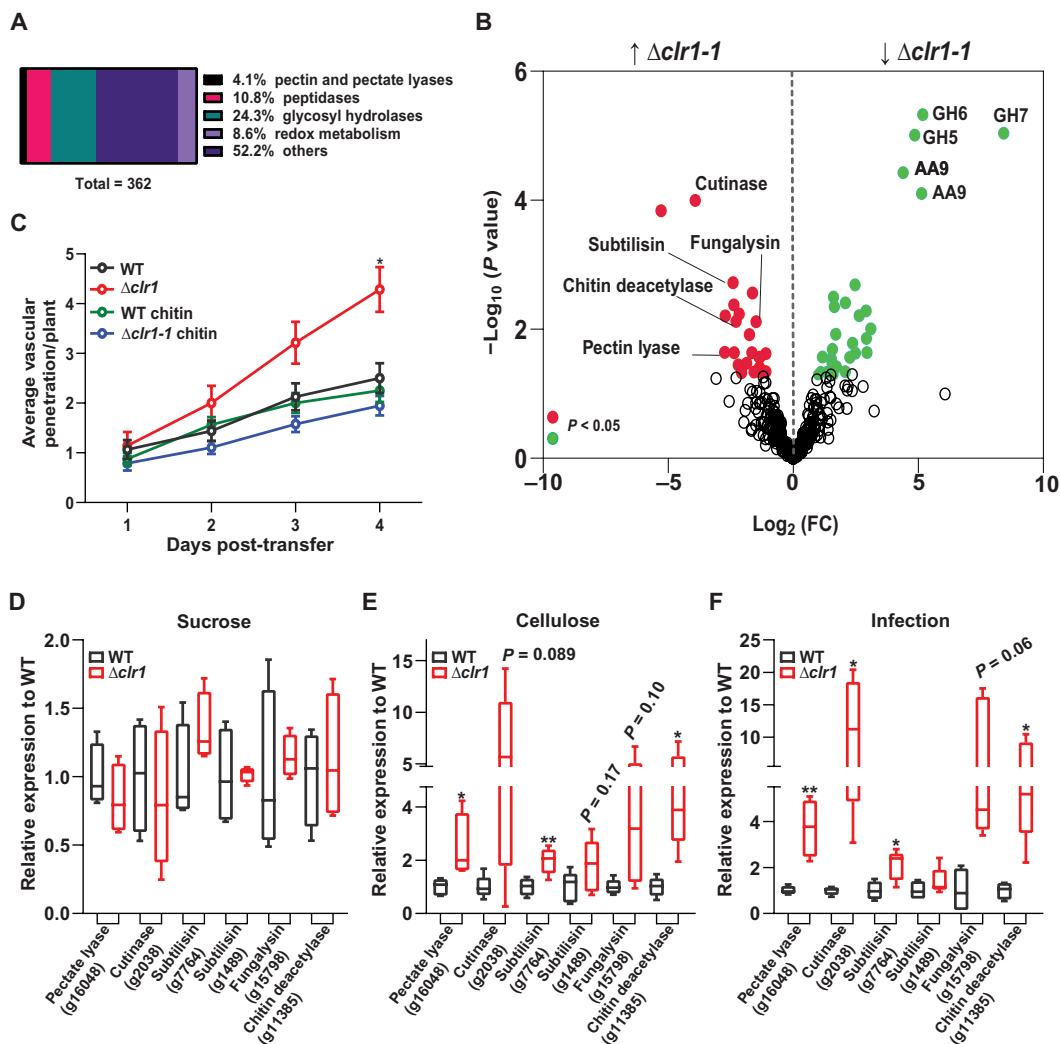 A
4.1% pectin and pectate lyases
10.8% peptidases
24.3% glycosyl hydrolases
8.6% redox metabolism
52.2% others
Total = 362
B
↑ Δclr1-1
↓ Δclr1-1
−Log10 (P value)
6
4
2
0
GH6
GH7
GH5
AA9
AA9
Cutinase
Subtilisin
Fungalysin
Chitin deacetylase
Pectin lyase
P < 0.05
−10
−5
0
5
10
Log2 (FC)
C
Average vascular
penetration/plant
5
4
3
2
1
0
WT
Δclr1
WT chitin
Δclr1-1 chitin
*
1
2
3
4
Days post-transfer
D
Sucrose
Relative expression to WT
2.0
1.5
1.0
0.5
0.0
WT
Δclr1
Pectate lyase
(g16048)
Cutinase
(g2038)
Subtilisin
(g7764)
Subtilisin
(g1489)
Fungalysin
(g15798)
Chitin deacetylase
(g11385)
E
Cellulose
Relative expression to WT
15
10
5
4
2
0
WT
Δclr1
*
P = 0.089
**
P = 0.17
P = 0.10
*
Pectate lyase
(g16048)
Cutinase
(g2038)
Subtilisin
(g7764)
Subtilisin
(g1489)
Fungalysin
(g15798)
Chitin deacetylase
(g11385)
F
Infection
Relative expression to WT
25
20
15
10
6
4
2
0
WT
Δclr1
**
*
*
P = 0.06
*
Pectate lyase
(g16048)
Cutinase
(g2038)
Subtilisin
(g7764)
Subtilisin
(g1489)
Fungalysin
(g15798)
Chitin deacetylase
(g11385)